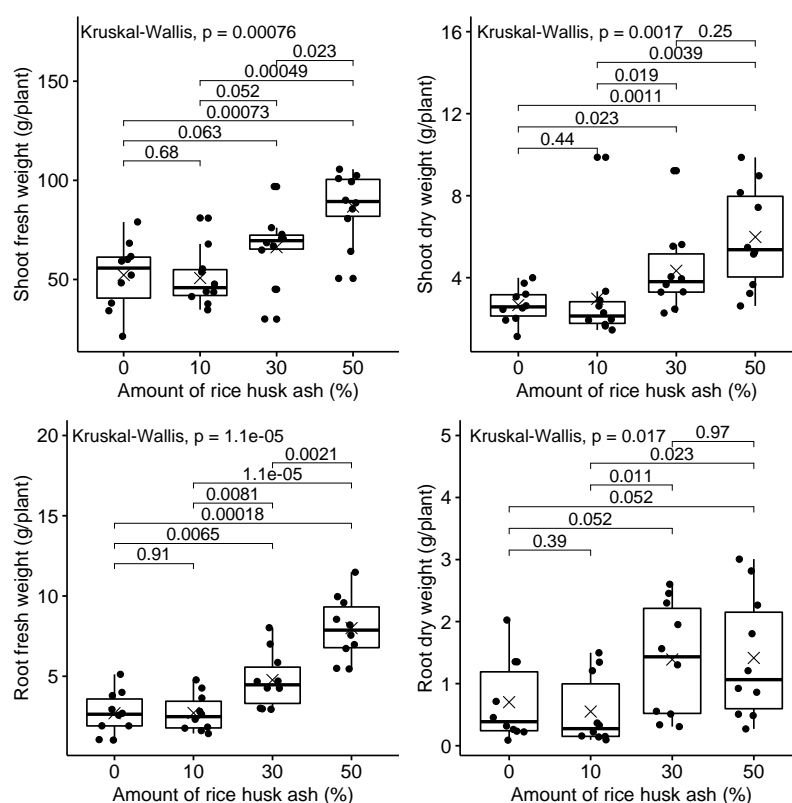 Kruskal-Wallis, p = 0.00076
0.023
0.00049
0.052
0.00073
0.063
0.68
150
100
50
Shoot fresh weight (g/plant)
0 10 30 50
Amount of rice husk ash (%)
Kruskal-Wallis, p = 0.0017
0.25
0.0039
0.019
0.0011
0.023
0.44
16
12
8
4
Shoot dry weight (g/plant)
0 10 30 50
Amount of rice husk ash (%)
Kruskal-Wallis, p = 1.1e-05
0.0021
1.1e-05
0.0081
0.00018
0.0065
0.91
20
15
10
5
Root fresh weight (g/plant)
0 10 30 50
Amount of rice husk ash (%)
Kruskal-Wallis, p = 0.017
0.97
0.023
0.011
0.052
0.052
0.39
5
4
3
2
1
0
Root dry weight (g/plant)
0 10 30 50
Amount of rice husk ash (%)